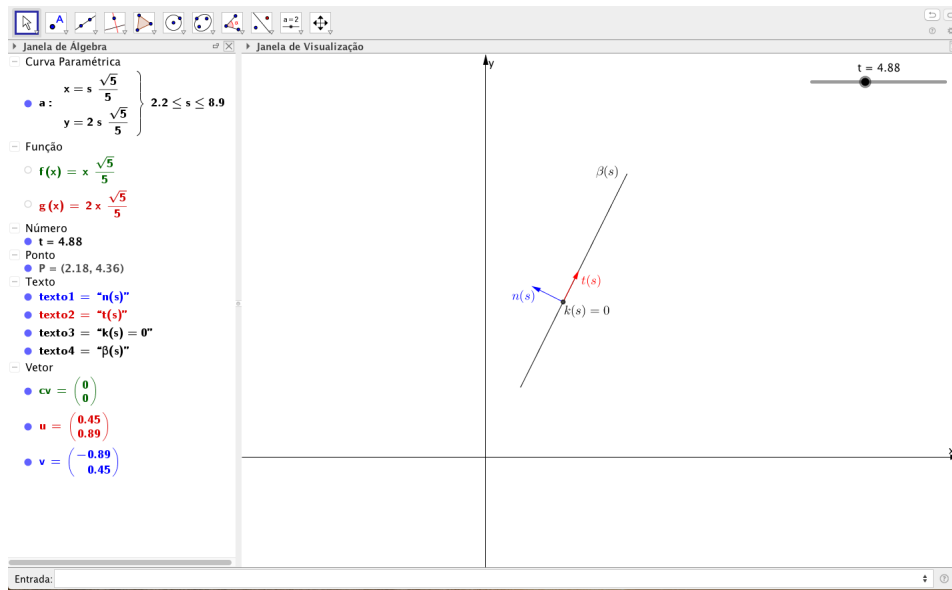 A
a=2
Janela de Álgebra
Janela de Visualização
Curva Paramétrica
a : x = s √5/5
y = 2 s √5/5
2.2 ≤ s ≤ 8.9
Função
f(x) = x √5/5
g(x) = 2 x √5/5
Número
t = 4.88
Ponto
P = (2.18, 4.36)
Texto
texto1 = “n(s)”
texto2 = “t(s)”
texto3 = “k(s) = 0”
texto4 = “β(s)”
Vetor
cv = (0
0)
u = (0.45
0.89)
v = (−0.89
0.45)
y
t = 4.88
β(s)
t(s)
n(s)
k(s) = 0
x
Entrada: